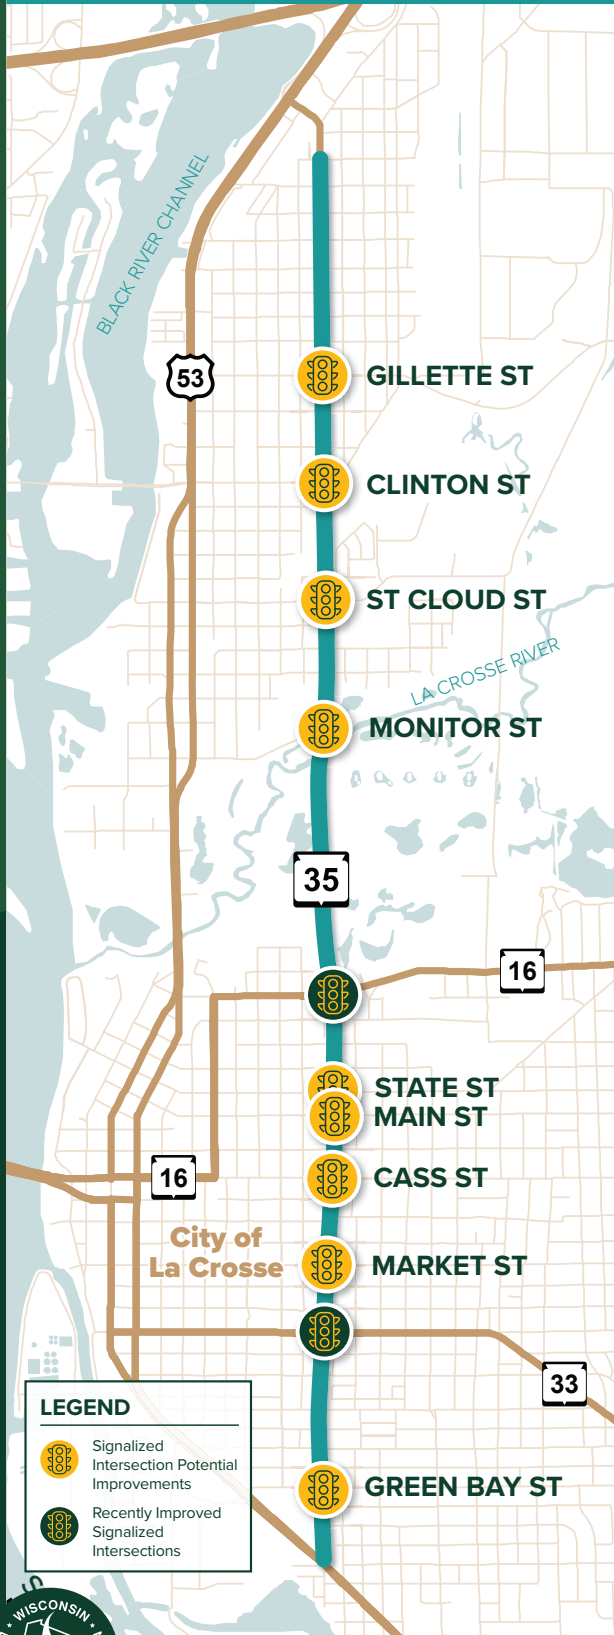 BLACK RIVER CHANNEL
53
GILLETTE ST
CLINTON ST
ST CLOUD ST
LA CROSSE RIVER
MONITOR ST
35
16
STATE ST
MAIN ST
16
CASS ST
City of
La Crosse
MARKET ST
33
LEGEND
Signalized
Intersection Potential
Improvements
Recently Improved
Signalized
Intersections
GREEN BAY ST
WISCONSIN